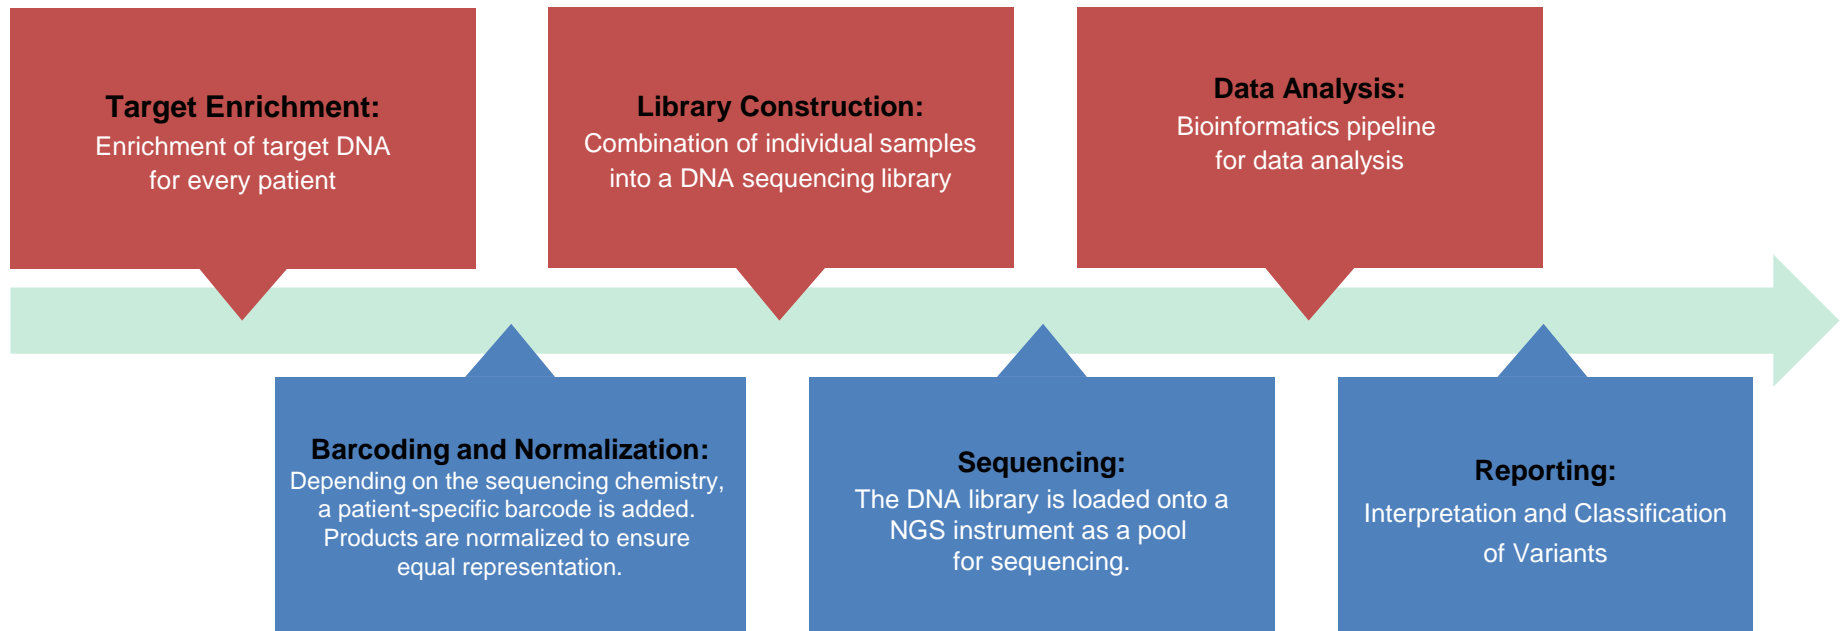 Target Enrichment:
Enrichment of target DNA
for every patient
Library Construction:
Combination of individual samples
into a DNA sequencing library
Data Analysis:
Bioinformatics pipeline
for data analysis
Barcoding and Normalization:
Depending on the sequencing chemistry,
a patient-specific barcode is added.
Products are normalized to ensure
equal representation.
Sequencing:
The DNA library is loaded onto a
NGS instrument as a pool
for sequencing.
Reporting:
Interpretation and Classification
of Variants